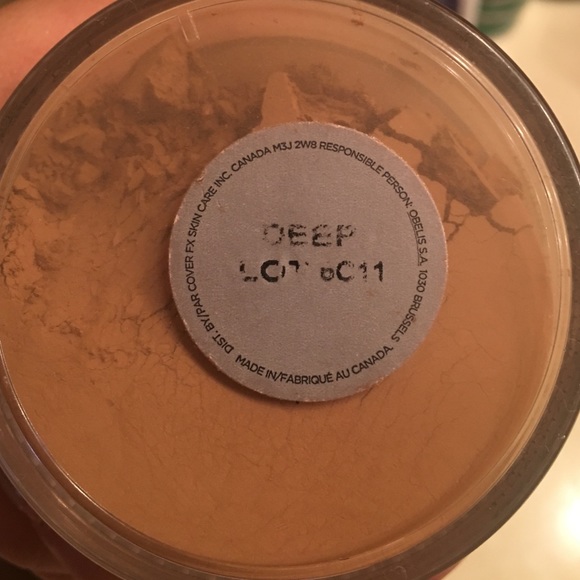 DEEP
LOT 6C11
DIST. BY/PAR COVER FX SKIN CARE INC. CANADA M3J 2W8 RESPONSIBLE PERSON: OBELIS S.A. 1030 BRUSSELS
MADE IN/FABRIQUÉ AU CANADA.